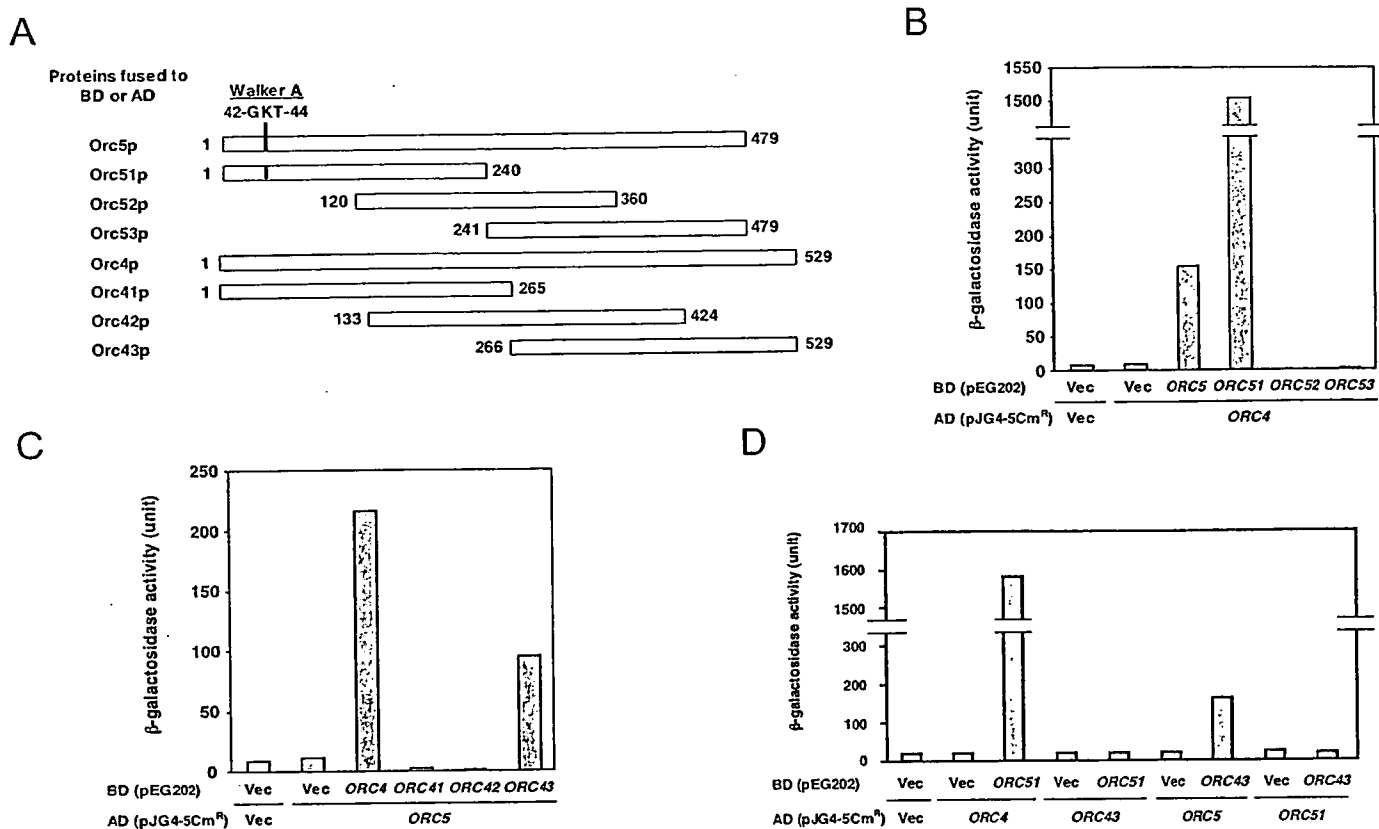 A
Proteins fused to
BD or AD
Walker A
42-GKT-44
Orc5p 1 479
Orc51p 1 240
Orc52p 120 360
Orc53p 241 479
Orc4p 1 529
Orc41p 1 265
Orc42p 133 424
Orc43p 266 529
B
β-galactosidase activity (unit)
1550
1500
300
250
200
150
100
50
0
BD (pEG202) Vec Vec ORC5 ORC51 ORC52 ORC53
AD (pJG4-5CmR) Vec ORC4
C
β-galactosidase activity (unit)
250
200
150
100
50
0
BD (pEG202) Vec Vec ORC4 ORC41 ORC42 ORC43
AD (pJG4-5CmR) Vec ORC5
D
β-galactosidase activity (unit)
1700
1600
1500
300
200
100
0
BD (pEG202) Vec Vec ORC51 Vec ORC51 Vec ORC43 Vec ORC43
AD (pJG4-5CmR) Vec ORC4 ORC43 ORC5 ORC51